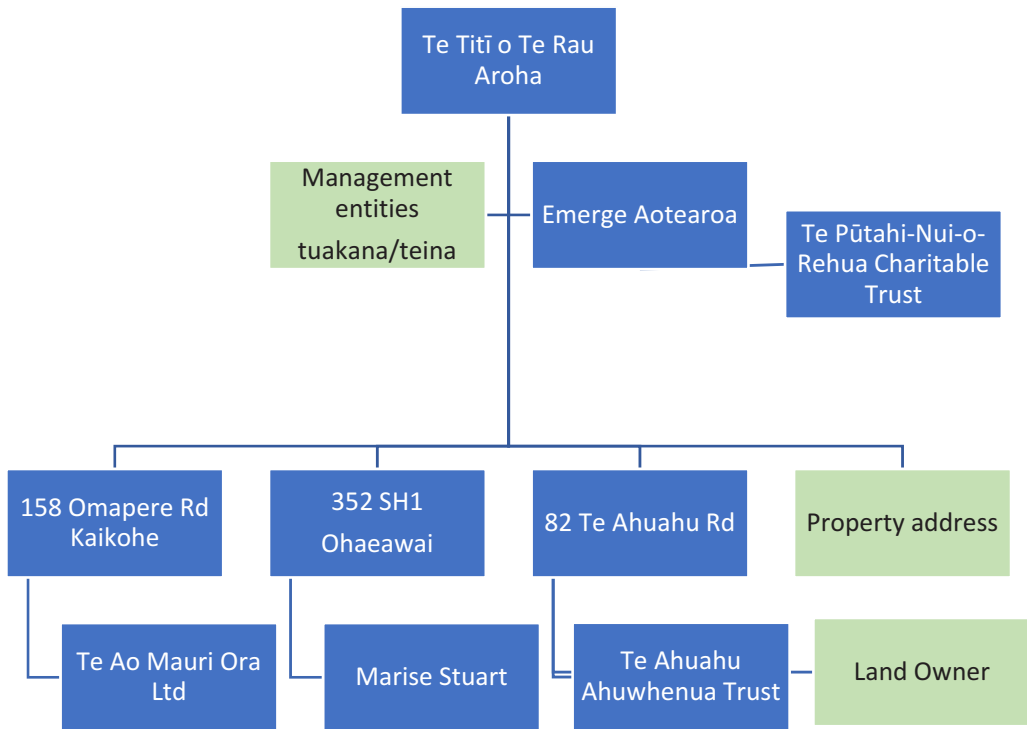 Te Titī o Te Rau
Aroha
Management
entities
tuakana/teina
Emerge Aotearoa
Te Pūtahi-Nui-o-
Rehua Charitable
Trust
158 Omapere Rd
Kaikohe
352 SH1
Ohaeawai
82 Te Ahuahu Rd
Property address
Te Ao Mauri Ora
Ltd
Marise Stuart
Te Ahuahu
Ahuwhenua Trust
Land Owner